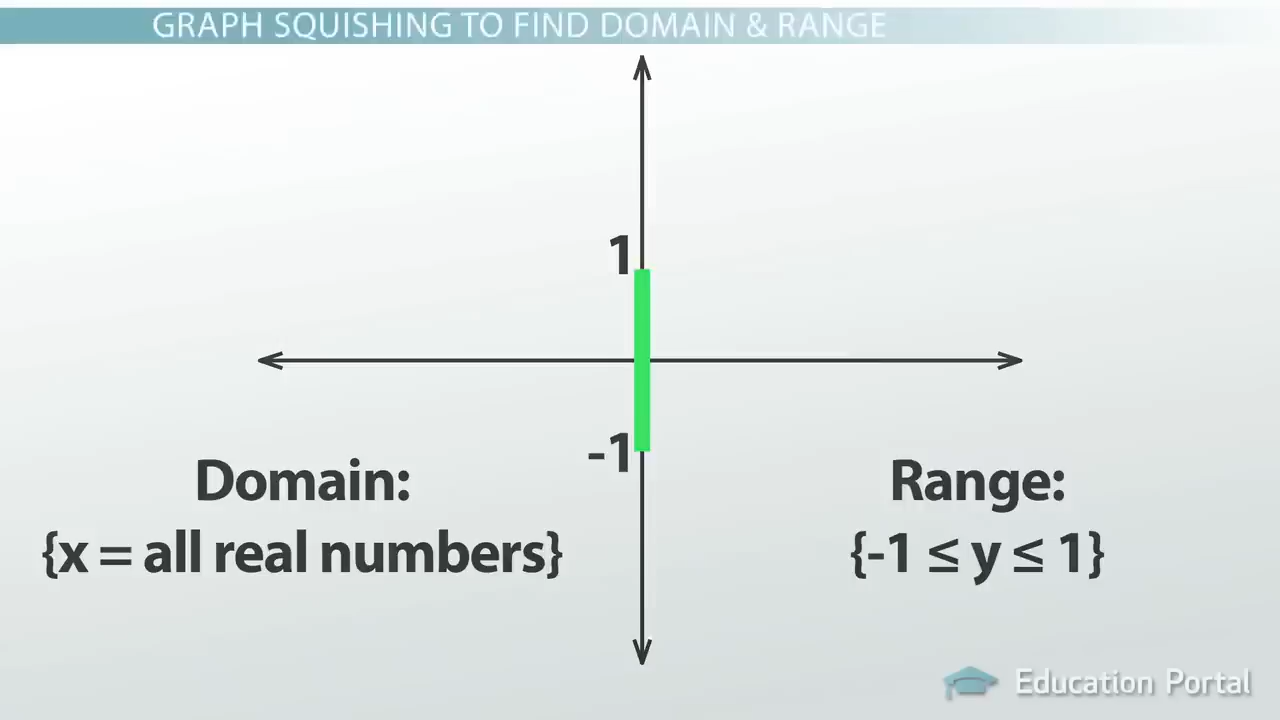 GRAPH SQUISHING TO FIND DOMAIN & RANGE
1
-1
Domain:
{x = all real numbers}
Range:
{-1 ≤ y ≤ 1}
Education Portal